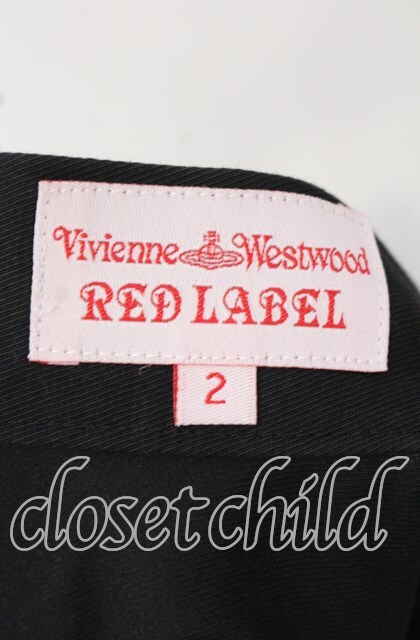 Vivienne Westwood
RED LABEL
2
closet child